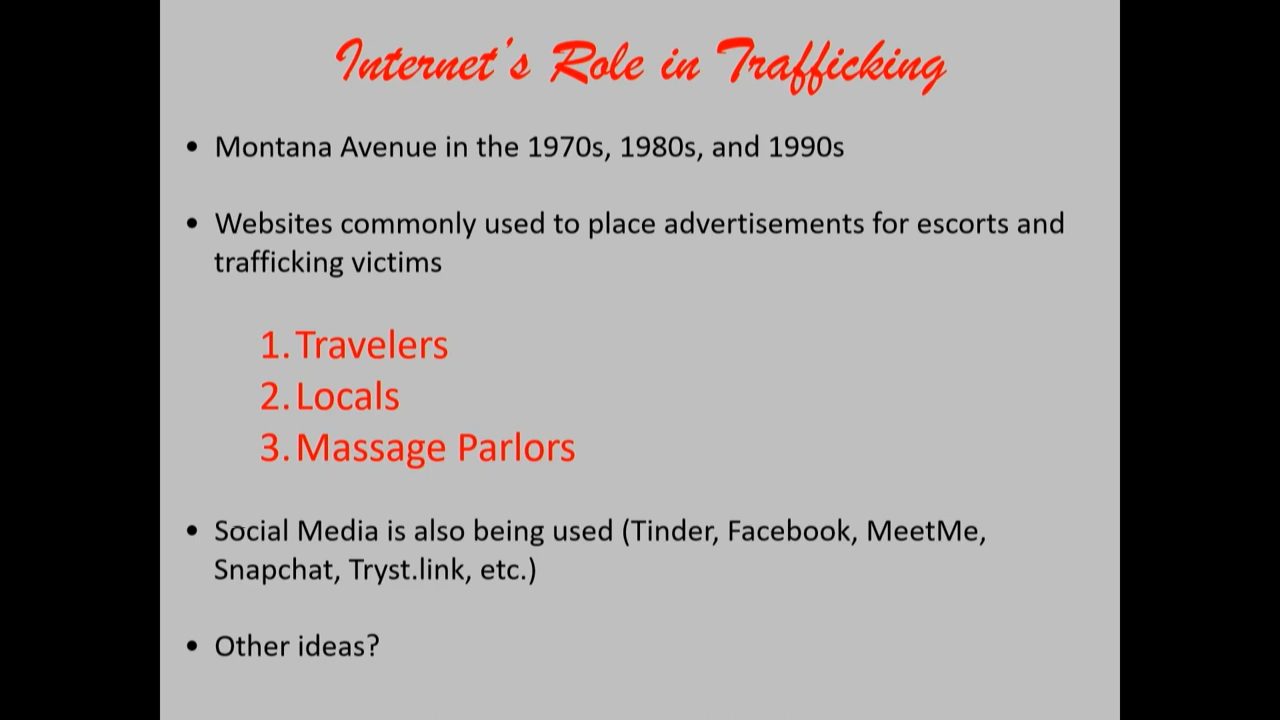 Internet's Role in Trafficking
• Montana Avenue in the 1970s, 1980s, and 1990s
• Websites commonly used to place advertisements for escorts and
trafficking victims
1. Travelers
2. Locals
3. Massage Parlors
• Social Media is also being used (Tinder, Facebook, MeetMe,
Snapchat, Tryst.link, etc.)
• Other ideas?